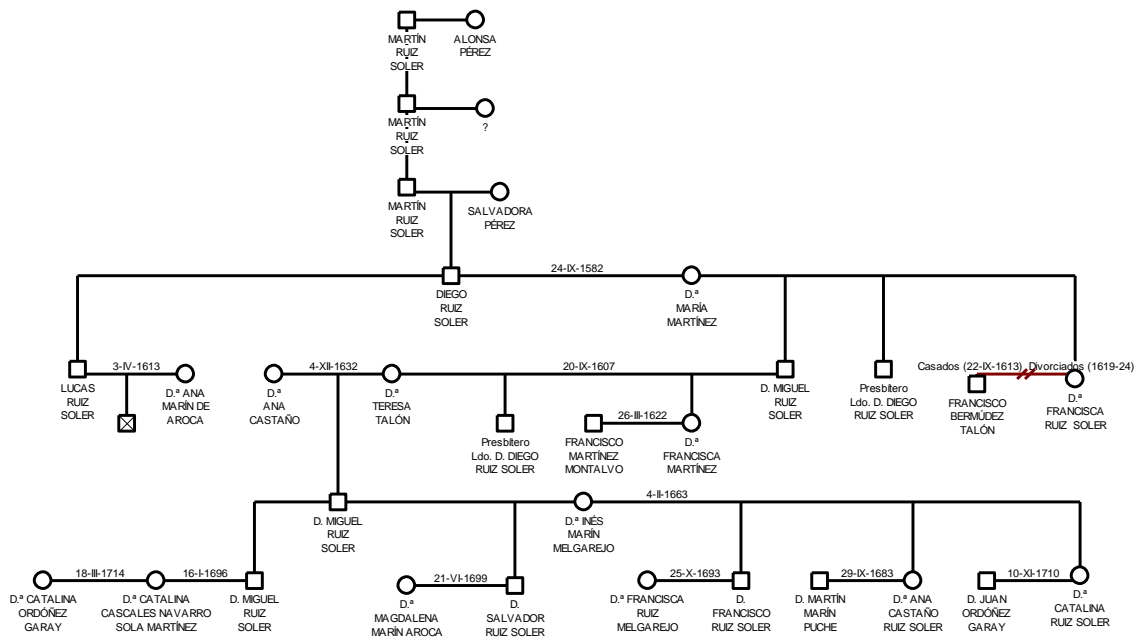 MARTÍN
RUIZ
SOLER
ALONSA
PÉREZ
MARTÍN
RUIZ
SOLER
?
MARTÍN
RUIZ
SOLER
SALVADORA
PÉREZ
24-IX-1582
DIEGO
RUIZ
SOLER
D.ª
MARÍA
MARTÍNEZ
3-IV-1613
LUCAS
RUIZ
SOLER
D.ª ANA
MARÍN DE
AROCA
4-XII-1632
D.ª
ANA
CASTAÑO
D.ª
TERESA
TALÓN
20-IX-1607
D. MIGUEL
RUIZ
SOLER
Presbítero
Ldo. D. DIEGO
RUIZ SOLER
Casados (22-IX-1613) Divorciados (1619-24)
FRANCISCO
BERMÚDEZ
TALÓN
D.ª
FRANCISCA
RUIZ SOLER
Presbítero
Ldo. D. DIEGO
RUIZ SOLER
26-III-1622
FRANCISCO
MARTÍNEZ
MONTALVO
D.ª
FRANCISCA
MARTÍNEZ
4-II-1663
D. MIGUEL
RUIZ
SOLER
D.ª INÉS
MARÍN
MELGAREJO
18-III-1714
16-I-1696
D.ª CATALINA
ORDÓÑEZ
GARAY
D.ª CATALINA
CASCALES NAVARRO
SOLA MARTÍNEZ
D. MIGUEL
RUIZ
SOLER
21-VI-1699
D.ª
MAGDALENA
MARÍN AROCA
D.
SALVADOR
RUIZ SOLER
25-X-1693
D.ª FRANCISCA
RUIZ
MELGAREJO
D.
FRANCISCO
RUIZ SOLER
29-IX-1683
D. MARTÍN
MARÍN
PUCHE
D.ª ANA
CASTAÑO
RUIZ SOLER
10-XI-1710
D. JUAN
ORDÓÑEZ
GARAY
D.ª
CATALINA
RUIZ SOLER